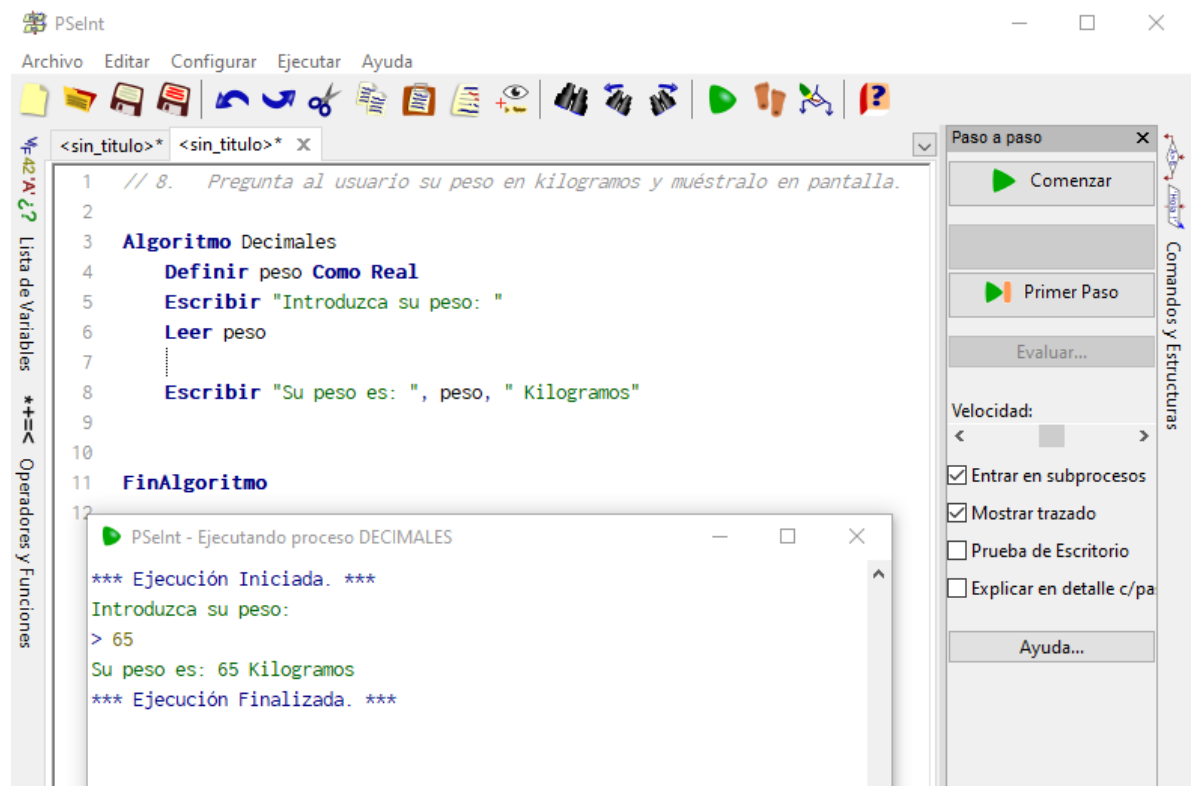 PSeInt
Archivo Editar Configurar Ejecutar Ayuda
<sin_titulo>* <sin_titulo>* X
1 // 8. Pregunta al usuario su peso en kilogramos y muéstralo en pantalla.
2
3 Algoritmo Decimales
4 Definir peso Como Real
5 Escribir "Introduzca su peso: "
6 Leer peso
7
8 Escribir "Su peso es: ", peso, " Kilogramos"
9
10
11 FinAlgoritmo
12
PSeInt - Ejecutando proceso DECIMALES
*** Ejecución Iniciada. ***
Introduzca su peso:
> 65
Su peso es: 65 Kilogramos
*** Ejecución Finalizada. ***
42 'A' ¿? Lista de Variables
*+=< Operadores y Funciones
Paso a paso
Comenzar
Primer Paso
Evaluar...
Velocidad:
Entrar en subprocesos
Mostrar trazado
Prueba de Escritorio
Explicar en detalle c/pa
Ayuda...
Comandos y Estructuras